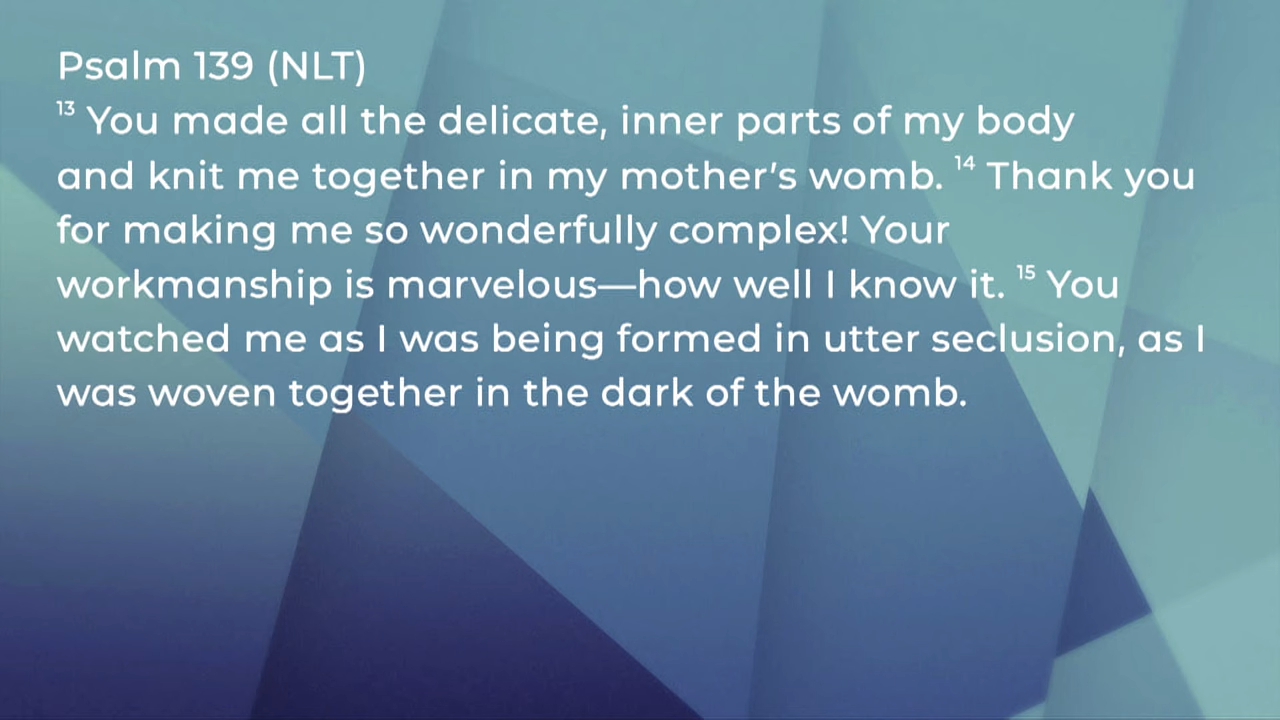 Psalm 139 (NLT)
13 You made all the delicate, inner parts of my body
and knit me together in my mother’s womb. 14 Thank you
for making me so wonderfully complex! Your
workmanship is marvelous—how well I know it. 15 You
watched me as I was being formed in utter seclusion, as I
was woven together in the dark of the womb.